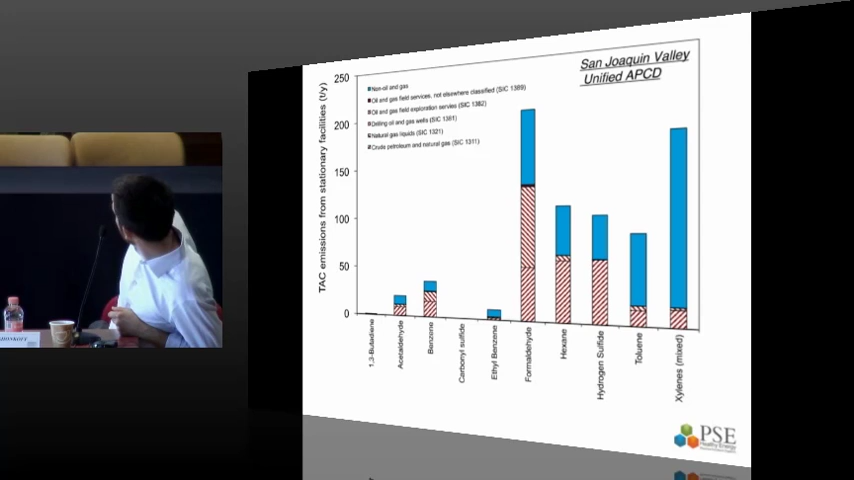 San Joaquin Valley
Unified APCD
TAC emissions from stationary facilities (t/y)
250
200
150
100
50
0
Non-oil and gas
Oil and gas field services, not elsewhere classified (SIC 1389)
Oil and gas field exploration servies (SIC 1382)
Drilling oil and gas wells (SIC 1381)
Natural gas liquids (SIC 1321)
Crude petroleum and natural gas (SIC 1311)
1,3-Butadiene
Acetaldehyde
Benzene
Carbonyl sulfide
Ethyl Benzene
Formaldehyde
Hexane
Hydrogen Sulfide
Toluene
Xylenes (mixed)
PSE
Healthy Energy